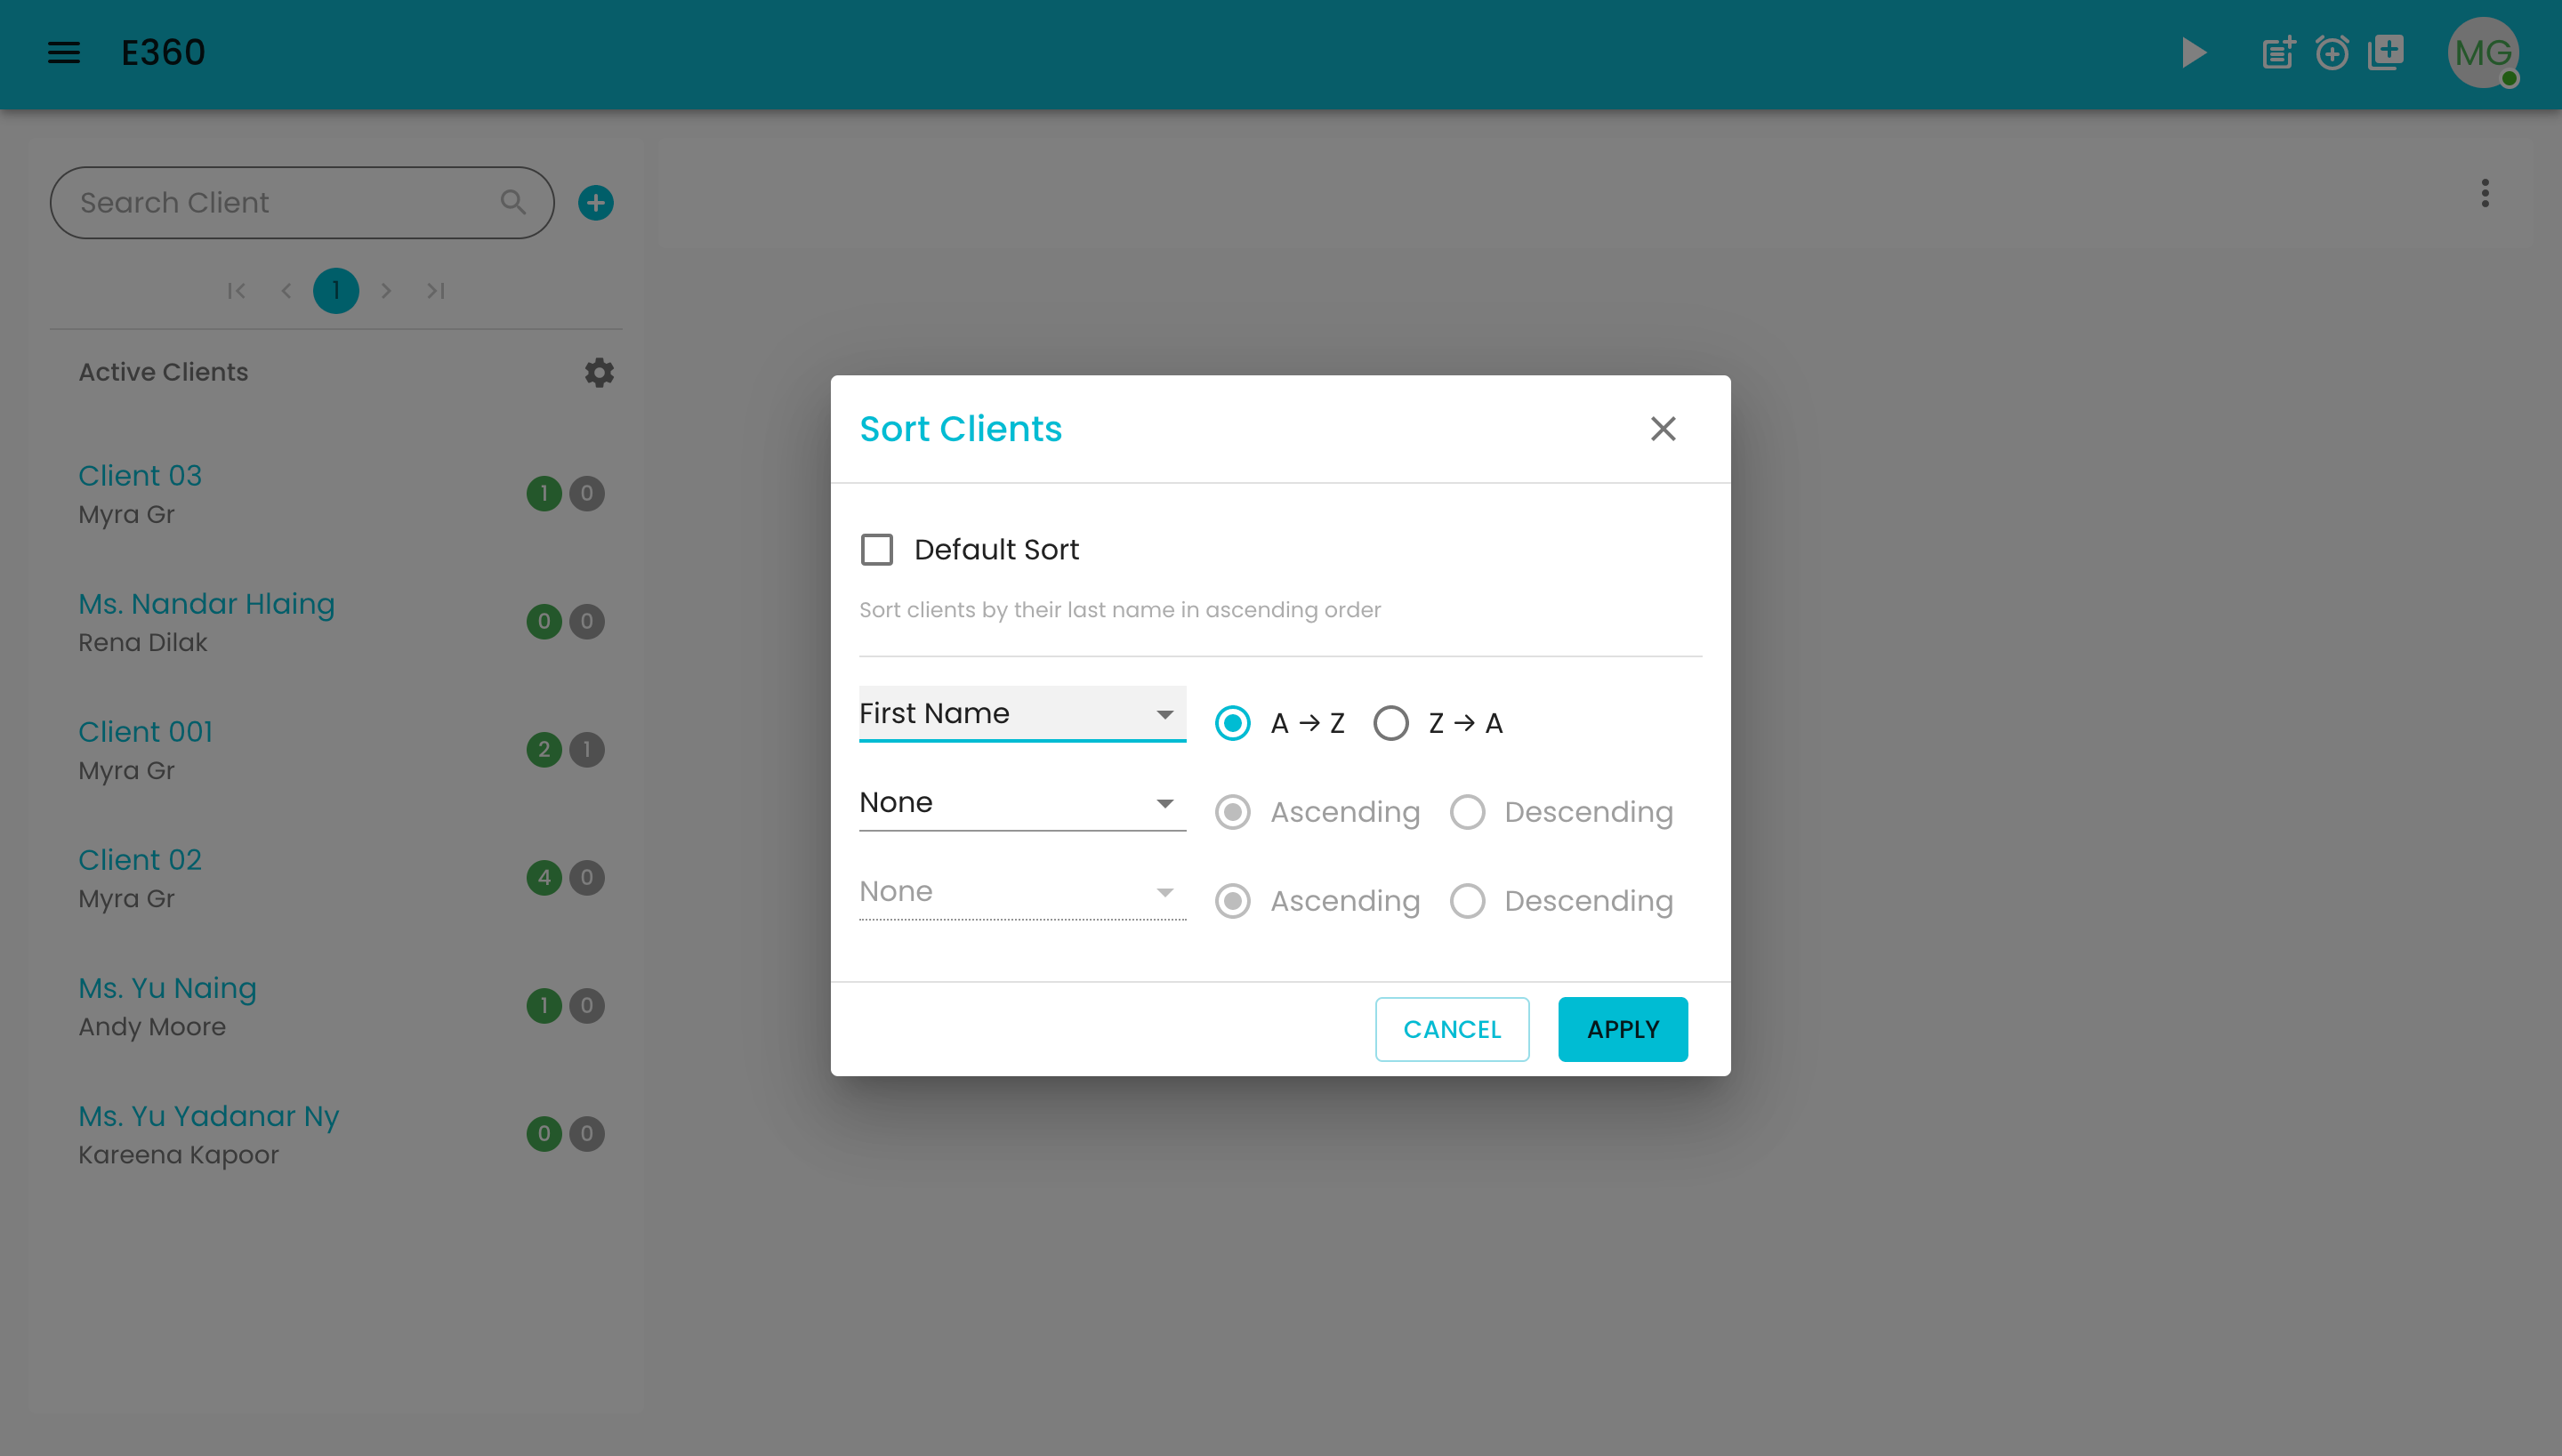 E360
MG
Search Client
1
Active Clients
Client 03
Myra Gr
1 0
Ms. Nandar Hlaing
Rena Dilak
0 0
Client 001
Myra Gr
2 1
Client 02
Myra Gr
4 0
Ms. Yu Naing
Andy Moore
1 0
Ms. Yu Yadanar Ny
Kareena Kapoor
0 0
Sort Clients
Default Sort
Sort clients by their last name in ascending order
First Name A → Z Z → A
None Ascending Descending
None Ascending Descending
CANCEL APPLY